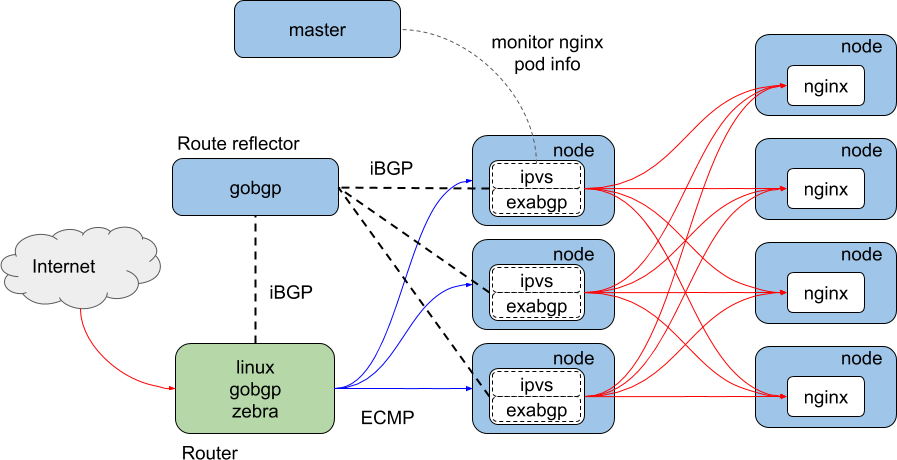 master
monitor nginx
pod info
Route reflector
gobgp
iBGP
iBGP
Internet
linux
gobgp
zebra
Router
ECMP
node
ipvs
exabgp
node
ipvs
exabgp
node
ipvs
exabgp
node
nginx
node
nginx
node
nginx
node
nginx